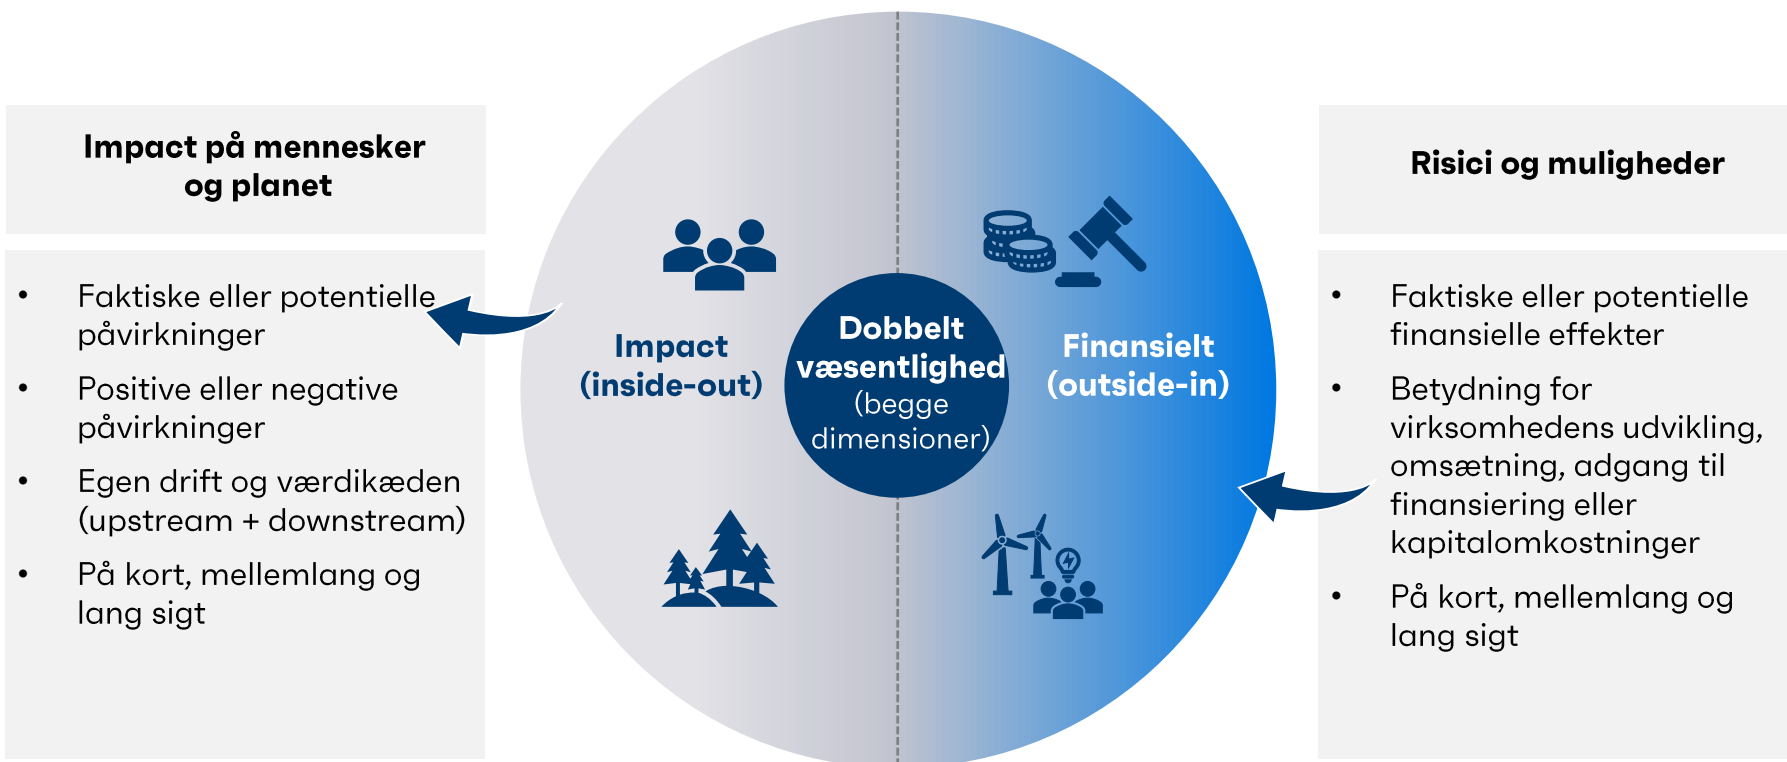 Impact på mennesker
og planet
• Faktiske eller potentielle
påvirkninger
• Positive eller negative
påvirkninger
• Egen drift og værdikæden
(upstream + downstream)
• På kort, mellemlang og
lang sigt
Impact
(inside-out)
Dobbelt
væsentlighed
(begge
dimensioner)
Finansielt
(outside-in)
Risici og muligheder
• Faktiske eller potentielle
finansielle effekter
• Betydning for
virksomhedens udvikling,
omsætning, adgang til
finansiering eller
kapitalomkostninger
• På kort, mellemlang og
lang sigt